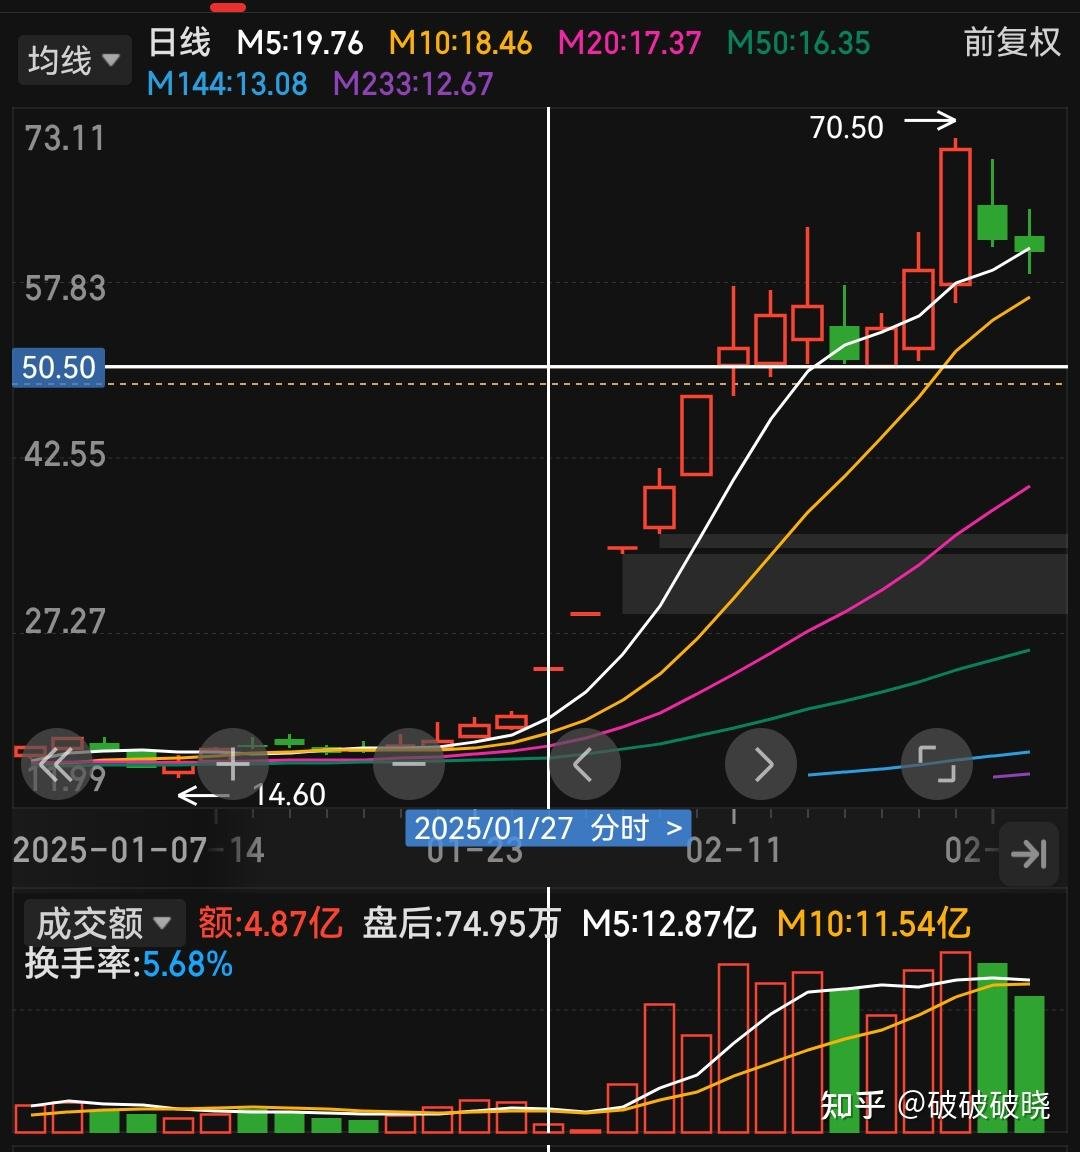 均线
日线 M5:19.76 M10:18.46 M20:17.37 M50:16.35 前复权
M144:13.08 M233:12.67
73.11
70.50
57.83
50.50
42.55
27.27
11.99
14.60
2025/01/27 分时 >
2025-01-07 -14 01-23 02-11 02-
成交额 额:4.87亿 盘后:74.95万 M5:12.87亿 M10:11.54亿
换手率:5.68%
知乎 @破破破晓